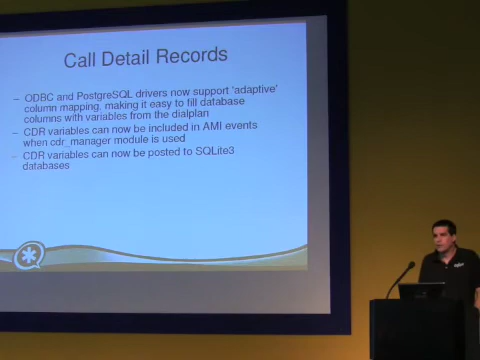 Call Detail Records
– ODBC and PostgreSQL drivers now support 'adaptive'
column mapping, making it easy to fill database
columns with variables from the dialplan
– CDR variables can now be included in AMI events
when cdr_manager module is used
– CDR variables can now be posted to SQLite3
databases